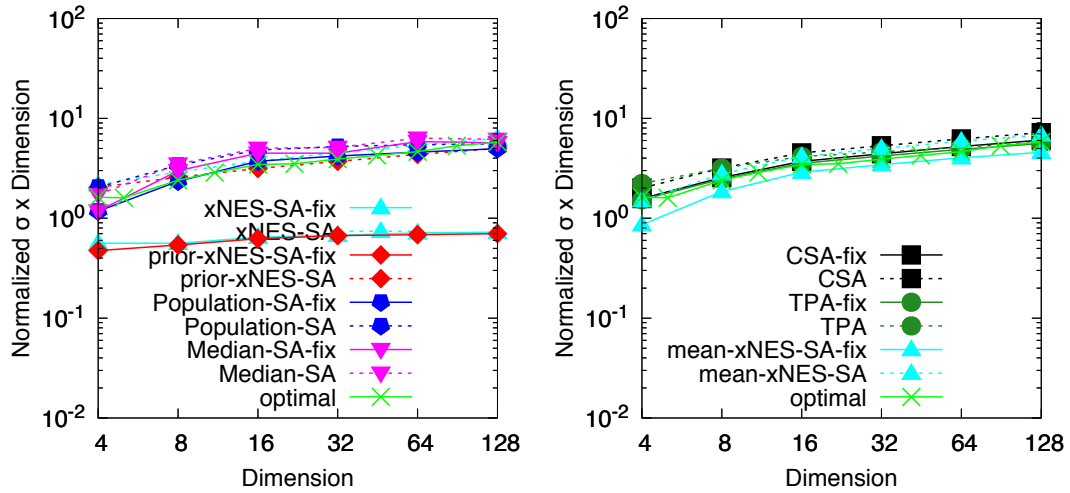 10^2
10^1
10^0
10^-1
10^-2
Normalized σ x Dimension
xNES-SA-fix
xNES-SA
prior-xNES-SA-fix
prior-xNES-SA
Population-SA-fix
Population-SA
Median-SA-fix
Median-SA
optimal
4 8 16 32 64 128
Dimension
10^2
10^1
10^0
10^-1
10^-2
Normalized σ x Dimension
CSA-fix
CSA
TPA-fix
TPA
mean-xNES-SA-fix
mean-xNES-SA
optimal
4 8 16 32 64 128
Dimension